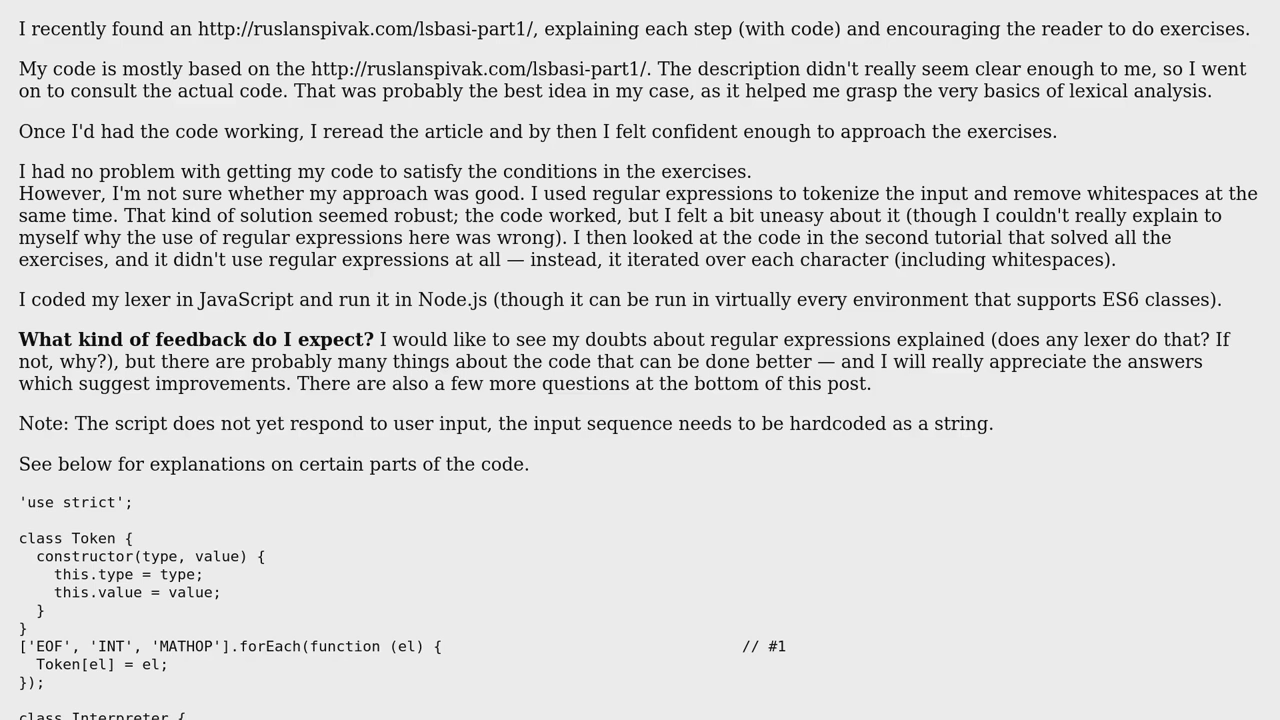 I recently found an http://ruslanspivak.com/lsbasi-part1/, explaining each step (with code) and encouraging the reader to do exercises.
My code is mostly based on the http://ruslanspivak.com/lsbasi-part1/. The description didn't really seem clear enough to me, so I went
on to consult the actual code. That was probably the best idea in my case, as it helped me grasp the very basics of lexical analysis.
Once I'd had the code working, I reread the article and by then I felt confident enough to approach the exercises.
I had no problem with getting my code to satisfy the conditions in the exercises.
However, I'm not sure whether my approach was good. I used regular expressions to tokenize the input and remove whitespaces at the
same time. That kind of solution seemed robust; the code worked, but I felt a bit uneasy about it (though I couldn't really explain to
myself why the use of regular expressions here was wrong). I then looked at the code in the second tutorial that solved all the
exercises, and it didn't use regular expressions at all — instead, it iterated over each character (including whitespaces).
I coded my lexer in JavaScript and run it in Node.js (though it can be run in virtually every environment that supports ES6 classes).
What kind of feedback do I expect? I would like to see my doubts about regular expressions explained (does any lexer do that? If
not, why?), but there are probably many things about the code that can be done better — and I will really appreciate the answers
which suggest improvements. There are also a few more questions at the bottom of this post.
Note: The script does not yet respond to user input, the input sequence needs to be hardcoded as a string.
See below for explanations on certain parts of the code.
'use strict';
class Token {
  constructor(type, value) {
    this.type = type;
    this.value = value;
  }
}
['EOF', 'INT', 'MATHOP'].forEach(function (el) {                                   // #1
  Token[el] = el;
});
class Interpreter {